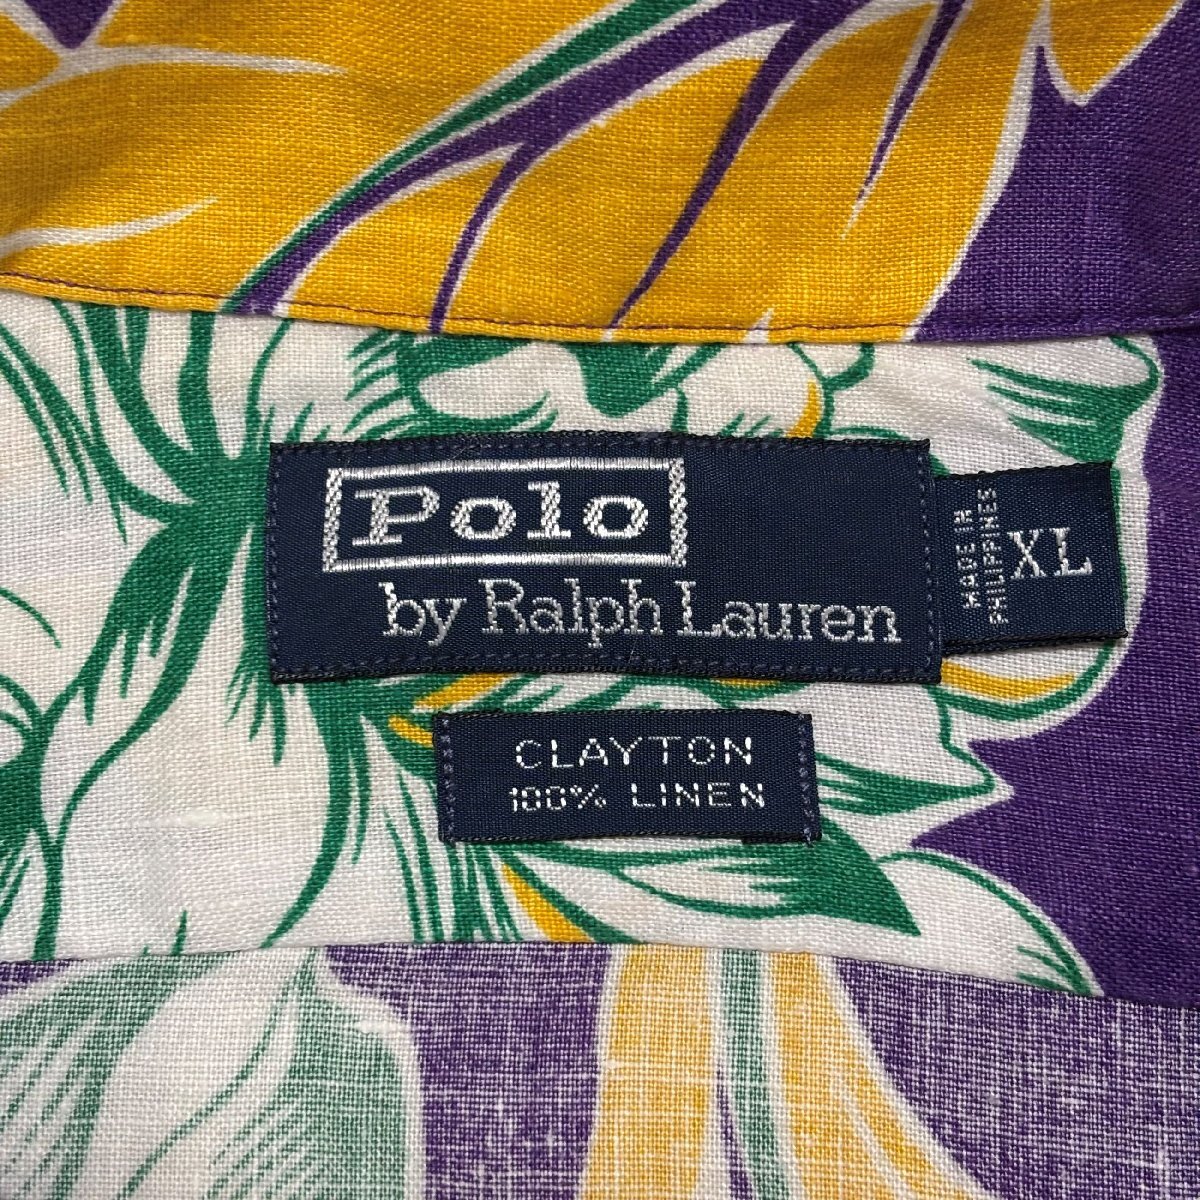 Polo
by Ralph Lauren
MADE IN
PHILIPPINES
XL
CLAYTON
100% LINEN